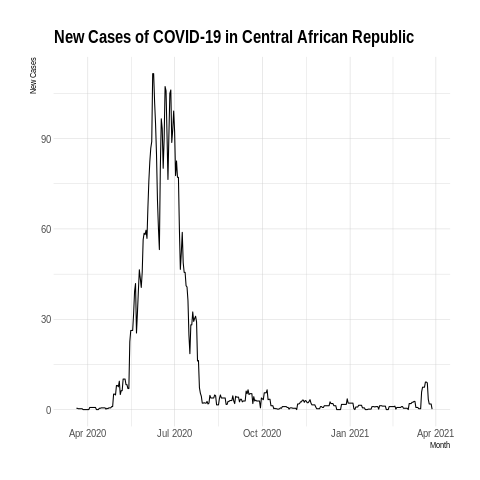 New Cases of COVID-19 in Central African Republic
New Cases
90
60
30
0
Apr 2020
Jul 2020
Oct 2020
Jan 2021
Apr 2021
Month